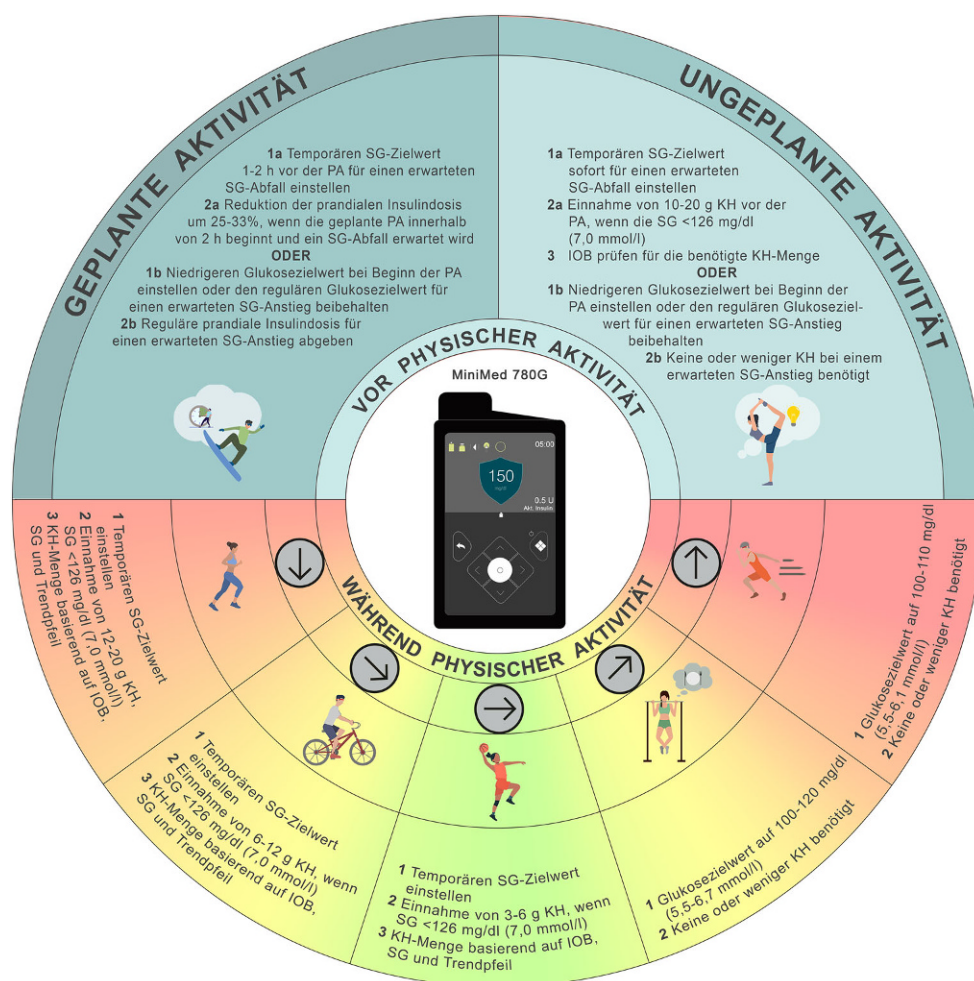 GEPLANTE AKTIVITÄT
1a Temporären SG-Zielwert
1-2 h vor der PA für einen erwarteten
SG-Abfall einstellen
2a Reduktion der prandialen Insulindosis
um 25-33%, wenn die geplante PA innerhalb
von 2 h beginnt und ein SG-Abfall erwartet wird
ODER
1b Niedrigeren Glukosezielwert bei Beginn der PA
einstellen oder den regulären Glukosezielwert für
einen erwarteten SG-Anstieg beibehalten
2b Reguläre prandiale Insulindosis für
einen erwarteten SG-Anstieg abgeben
UNGEPLANTE AKTIVITÄT
1a Temporären SG-Zielwert
sofort für einen erwarteten
SG-Abfall einstellen
2a Einnahme von 10-20 g KH vor der
PA, wenn die SG <126 mg/dl
(7,0 mmol/l)
3 IOB prüfen für die benötigte KH-Menge
ODER
1b Niedrigeren Glukosezielwert bei Beginn der
PA einstellen oder den regulären Glukoseziel-
wert für einen erwarteten SG-Anstieg
beibehalten
2b Keine oder weniger KH bei einem
erwarteten SG-Anstieg benötigt
VOR PHYSISCHER AKTIVITÄT
MiniMed 780G
05:00
150
mg/dl
0.5 U
Akt. Insulin
WÄHREND PHYSISCHER AKTIVITÄT
1 Temporären SG-Zielwert
einstellen
2 Einnahme von 12-20 g KH,
SG <126 mg/dl (7,0 mmol/l)
3 KH-Menge basierend auf IOB,
SG und Trendpfeil
1 Temporären SG-Zielwert
einstellen
2 Einnahme von 6-12 g KH, wenn
SG <126 mg/dl (7,0 mmol/l)
3 KH-Menge basierend auf IOB,
SG und Trendpfeil
1 Temporären SG-Zielwert
einstellen
2 Einnahme von 3-6 g KH, wenn
SG <126 mg/dl (7,0 mmol/l)
3 KH-Menge basierend auf IOB,
SG und Trendpfeil
1 Glukosezielwert auf 100-120 mg/dl
(5,5-6,7 mmol/l)
2 Keine oder weniger KH benötigt
1 Glukosezielwert auf 100-110 mg/dl
(5,5-6,1 mmol/l)
2 Keine oder weniger KH benötigt